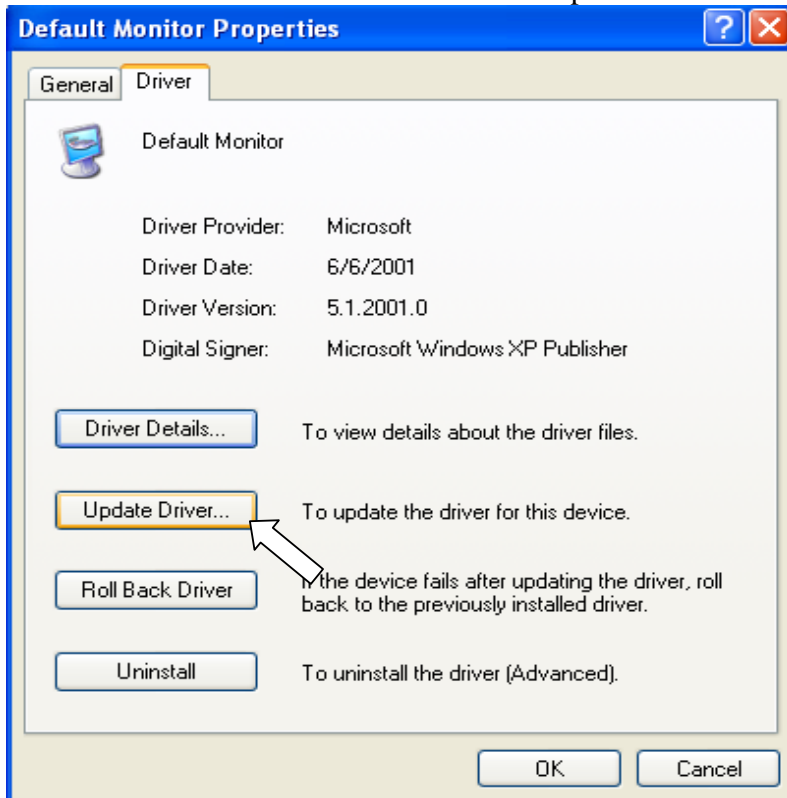 Default Monitor Properties
General Driver
Default Monitor
Driver Provider: Microsoft
Driver Date: 6/6/2001
Driver Version: 5.1.2001.0
Digital Signer: Microsoft Windows XP Publisher
Driver Details... To view details about the driver files.
Update Driver... To update the driver for this device.
Roll Back Driver If the device fails after updating the driver, roll
back to the previously installed driver.
Uninstall To uninstall the driver (Advanced).
OK Cancel